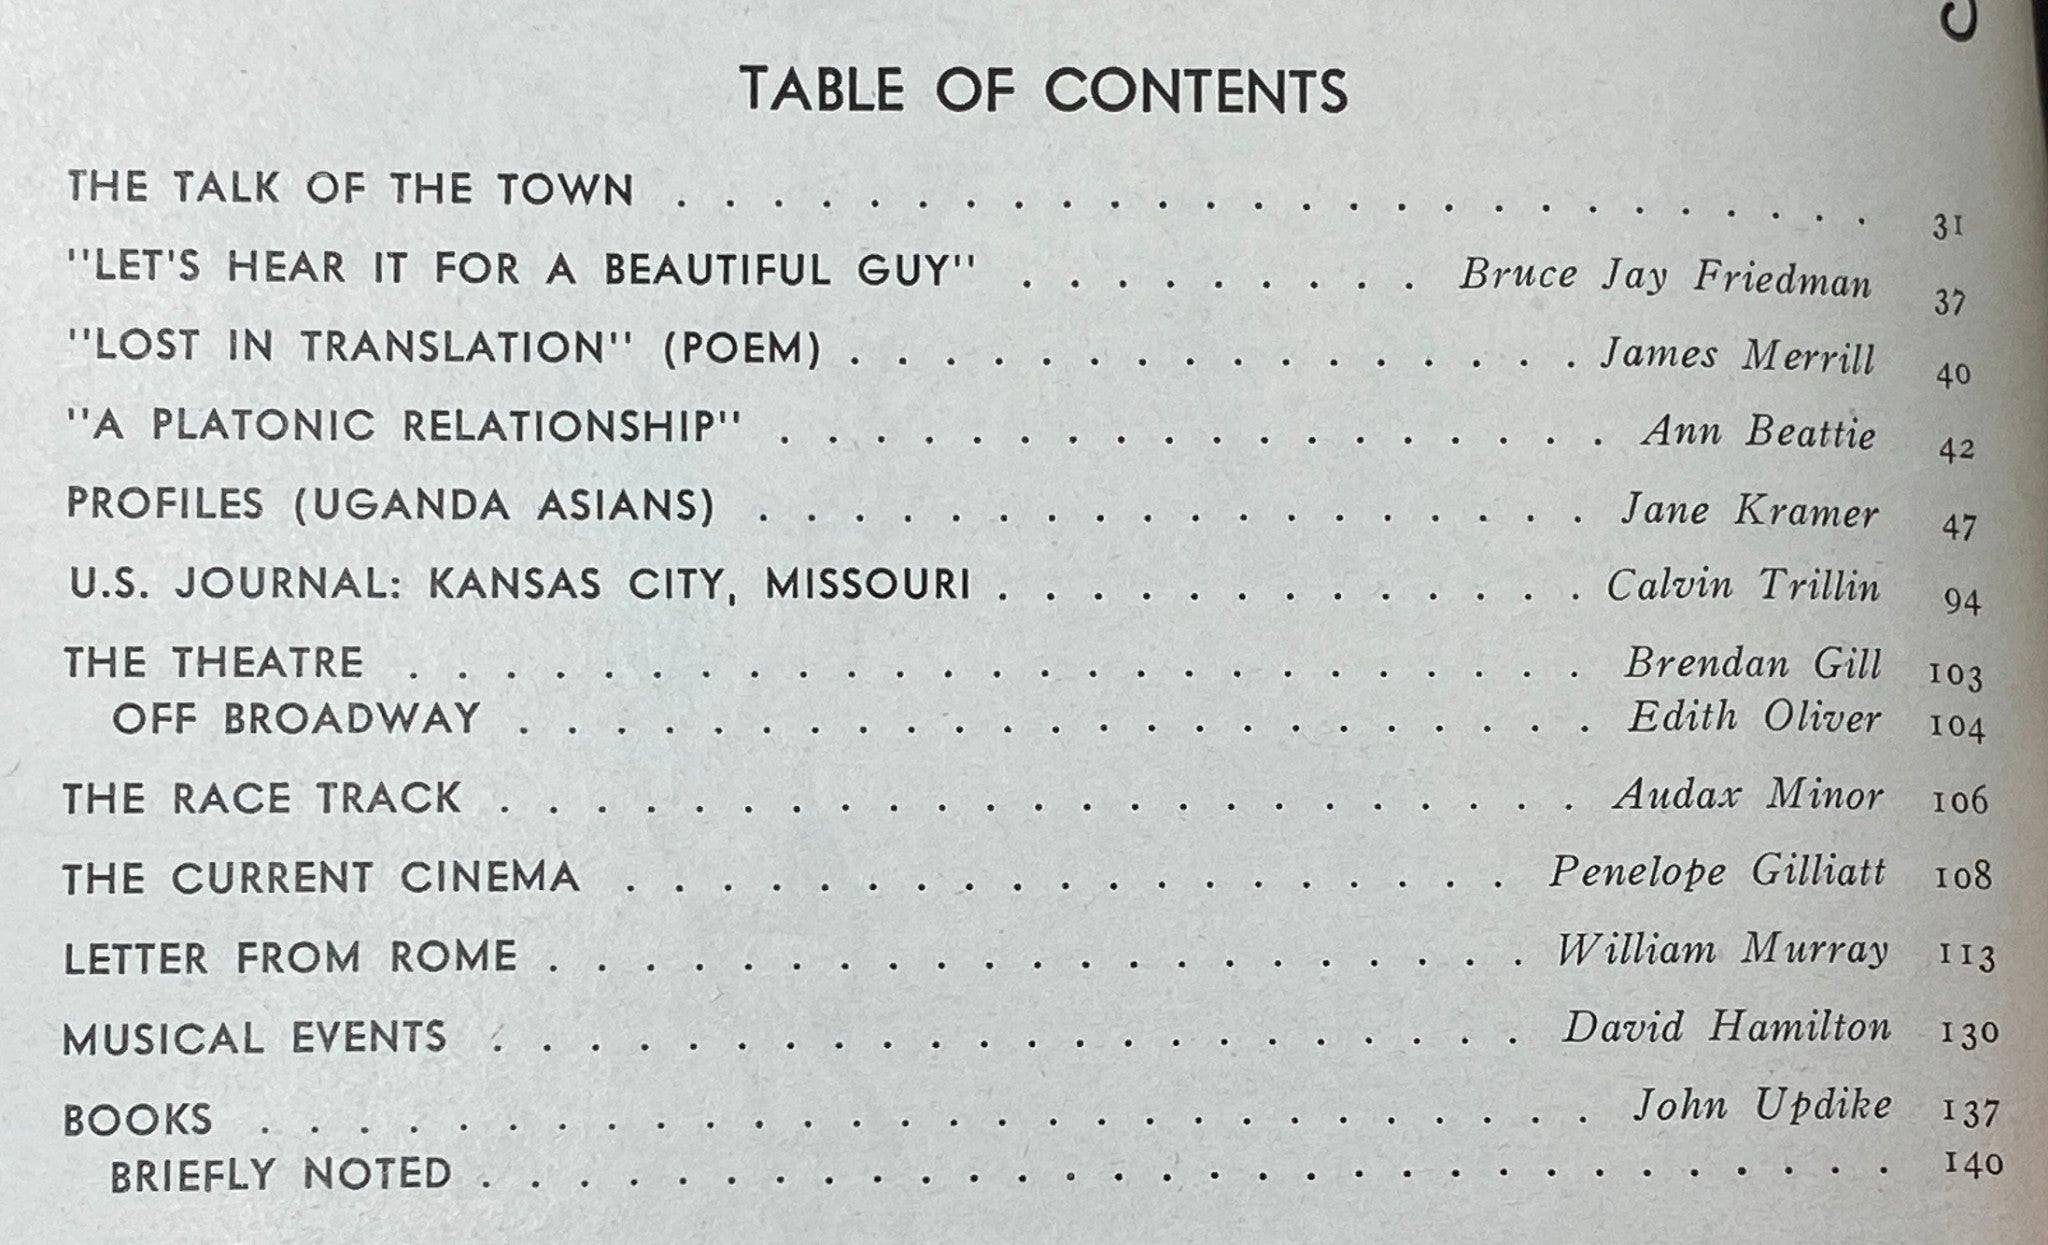 TABLE OF CONTENTS
THE TALK OF THE TOWN . . . . . . . . . . . . . . . . . . . . . . . . . 31
"LET'S HEAR IT FOR A BEAUTIFUL GUY" . . . . . . . . . Bruce Jay Friedman 37
"LOST IN TRANSLATION" (POEM) . . . . . . . . . . . . . . . . James Merrill 40
"A PLATONIC RELATIONSHIP" . . . . . . . . . . . . . . . . . . Ann Beattie 42
PROFILES (UGANDA ASIANS) . . . . . . . . . . . . . . . . . . Jane Kramer 47
U.S. JOURNAL: KANSAS CITY, MISSOURI . . . . . . . . . . . . . Calvin Trillin 94
THE THEATRE . . . . . . . . . . . . . . . . . . . . . . . . . Brendan Gill 103
OFF BROADWAY . . . . . . . . . . . . . . . . . . . . . . . Edith Oliver 104
THE RACE TRACK . . . . . . . . . . . . . . . . . . . . . . . Audax Minor 106
THE CURRENT CINEMA . . . . . . . . . . . . . . . . . . . Penelope Gilliatt 108
LETTER FROM ROME . . . . . . . . . . . . . . . . . . . . . William Murray 113
MUSICAL EVENTS . . . . . . . . . . . . . . . . . . . . . . David Hamilton 130
BOOKS . . . . . . . . . . . . . . . . . . . . . . . . . . . . John Updike 137
BRIEFLY NOTED . . . . . . . . . . . . . . . . . . . . . . . . . . . . . 140